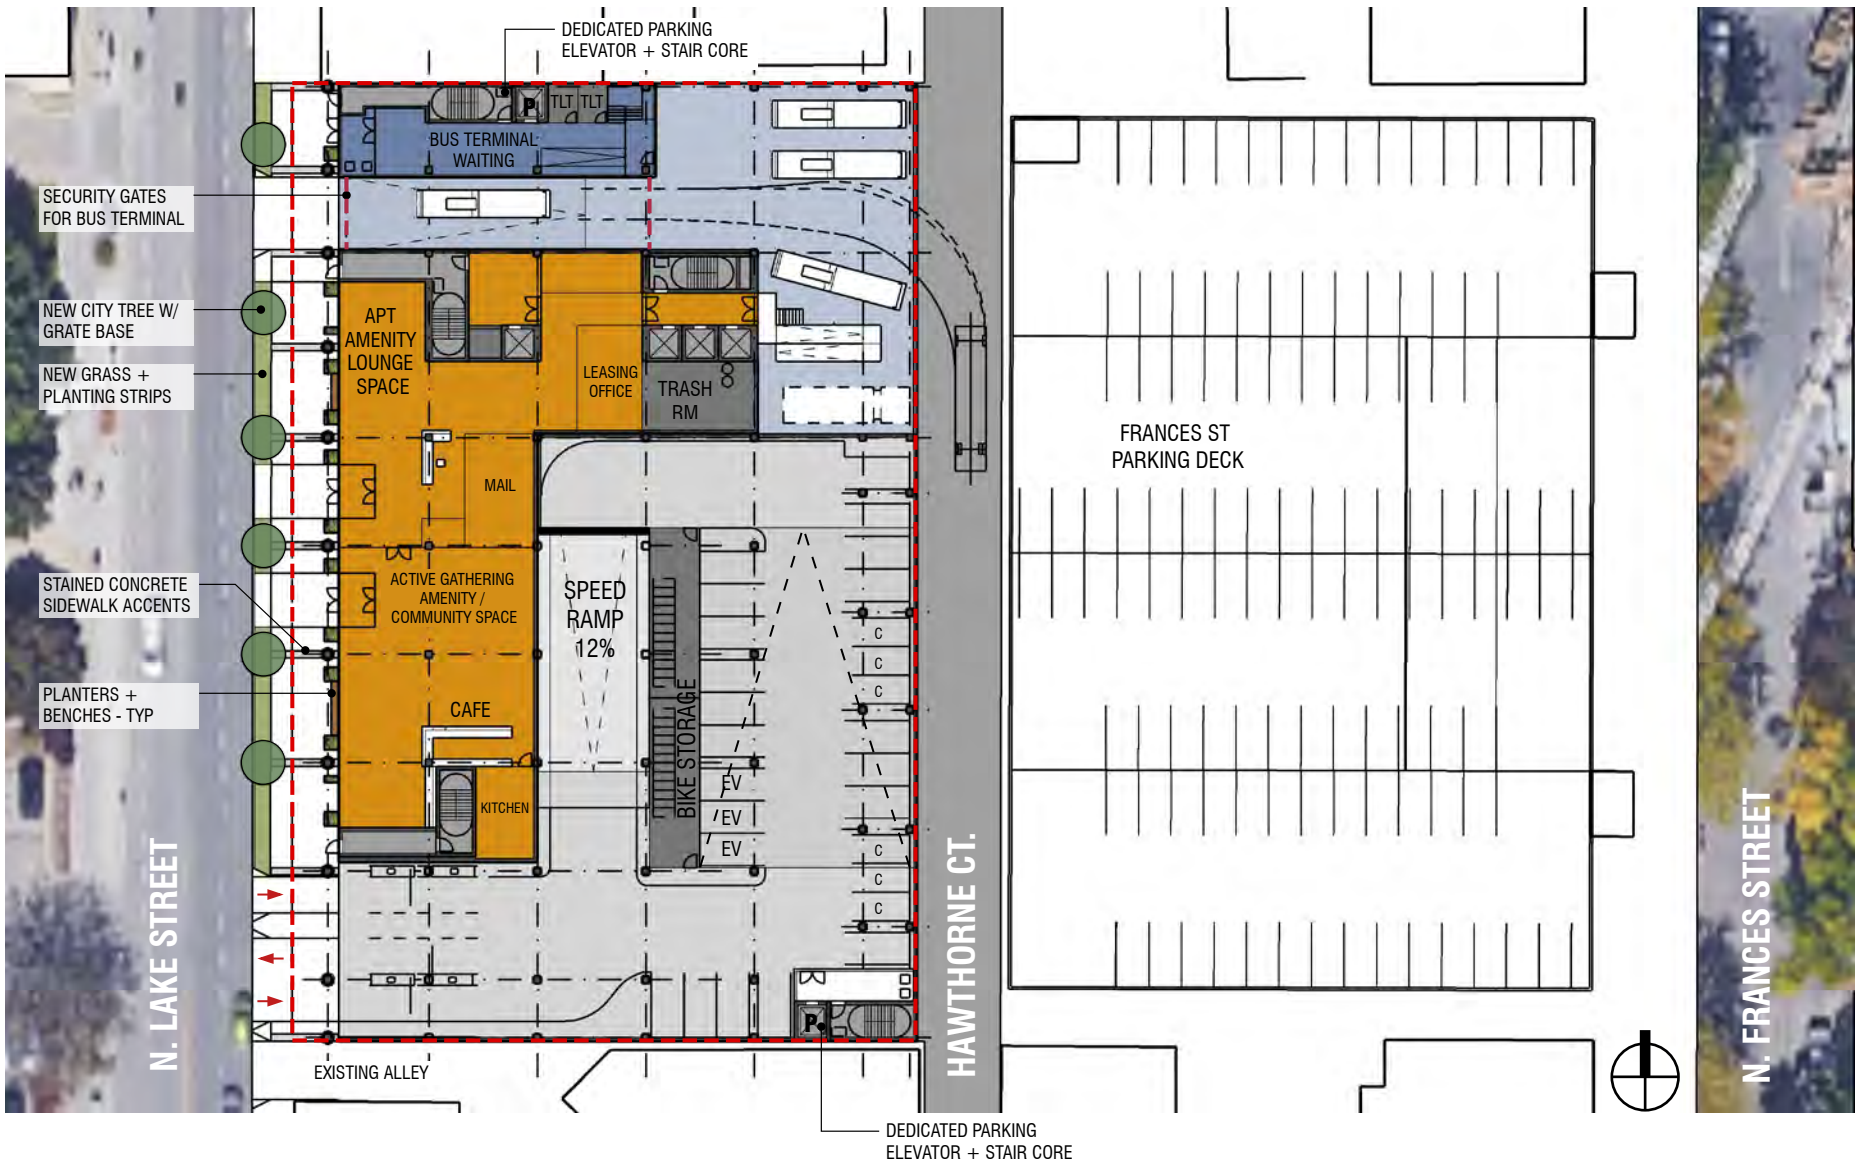 DEDICATED PARKING
ELEVATOR + STAIR CORE
P
TLT TLT
BUS TERMINAL
WAITING
SECURITY GATES
FOR BUS TERMINAL
NEW CITY TREE W/
GRATE BASE
NEW GRASS +
PLANTING STRIPS
STAINED CONCRETE
SIDEWALK ACCENTS
PLANTERS +
BENCHES - TYP
APT
AMENITY
LOUNGE
SPACE
LEASING
OFFICE
TRASH
RM
MAIL
ACTIVE GATHERING
AMENITY /
COMMUNITY SPACE
CAFE
KITCHEN
SPEED
RAMP
12%
BIKE STORAGE
EV
EV
EV
C
C
C
C
C
C
P
FRANCES ST
PARKING DECK
N. LAKE STREET
HAWTHORNE CT.
N. FRANCES STREET
EXISTING ALLEY
DEDICATED PARKING
ELEVATOR + STAIR CORE